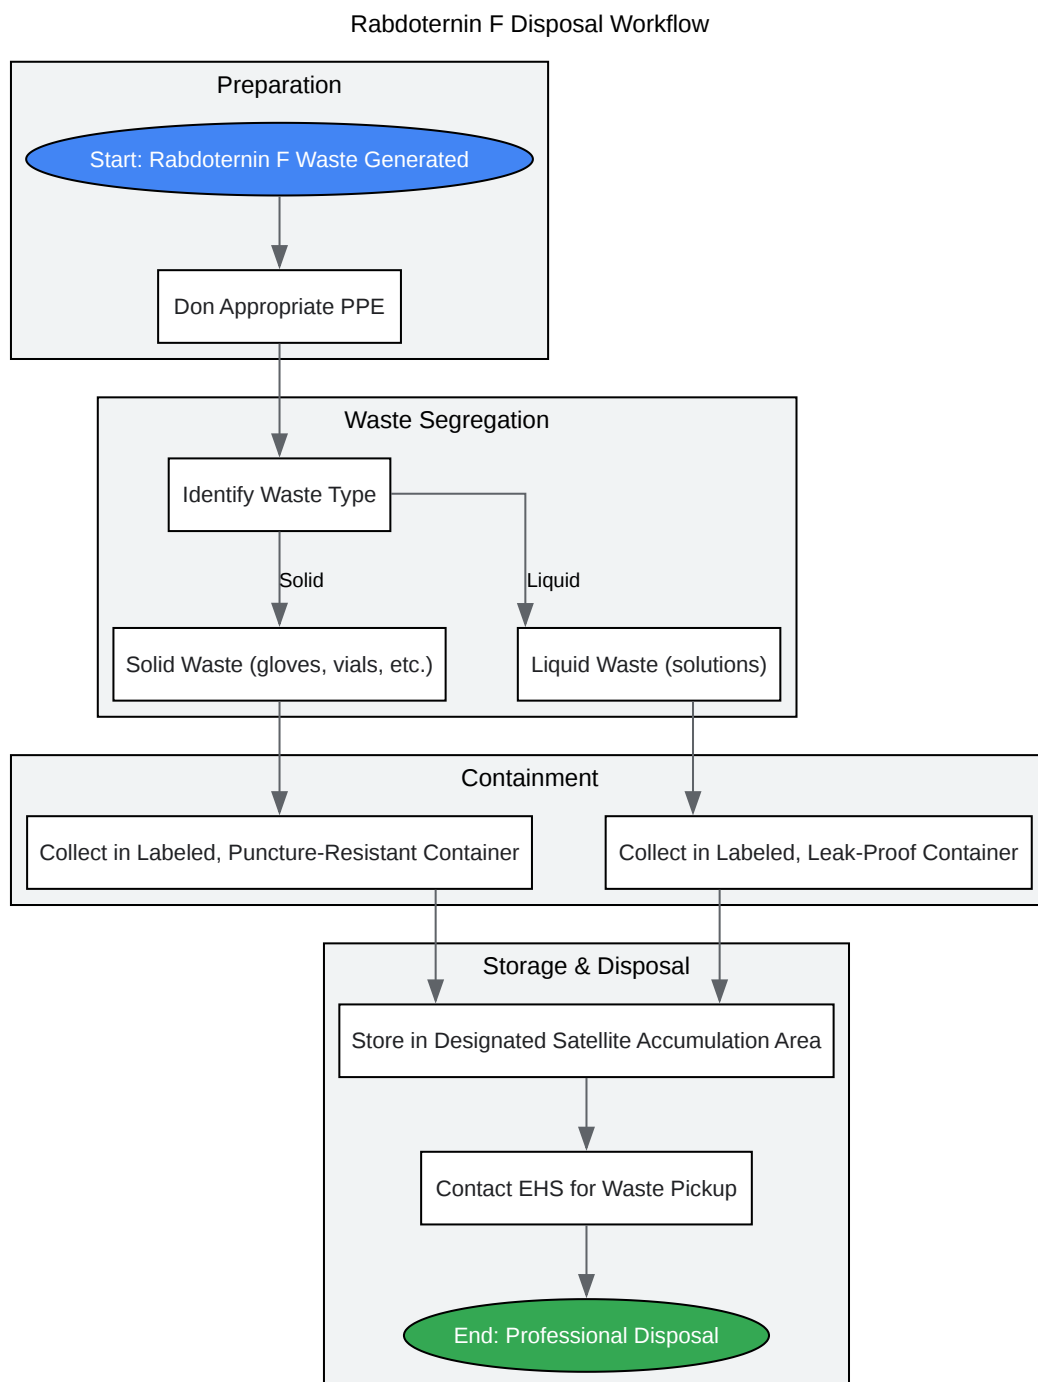 Rabdoternin F Disposal Workflow
Preparation
Start: Rabdoternin F Waste Generated
Don Appropriate PPE
Waste Segregation
Identify Waste Type
Solid
Liquid
Solid Waste (gloves, vials, etc.)
Liquid Waste (solutions)
Containment
Collect in Labeled, Puncture-Resistant Container
Collect in Labeled, Leak-Proof Container
Storage & Disposal
Store in Designated Satellite Accumulation Area
Contact EHS for Waste Pickup
End: Professional Disposal